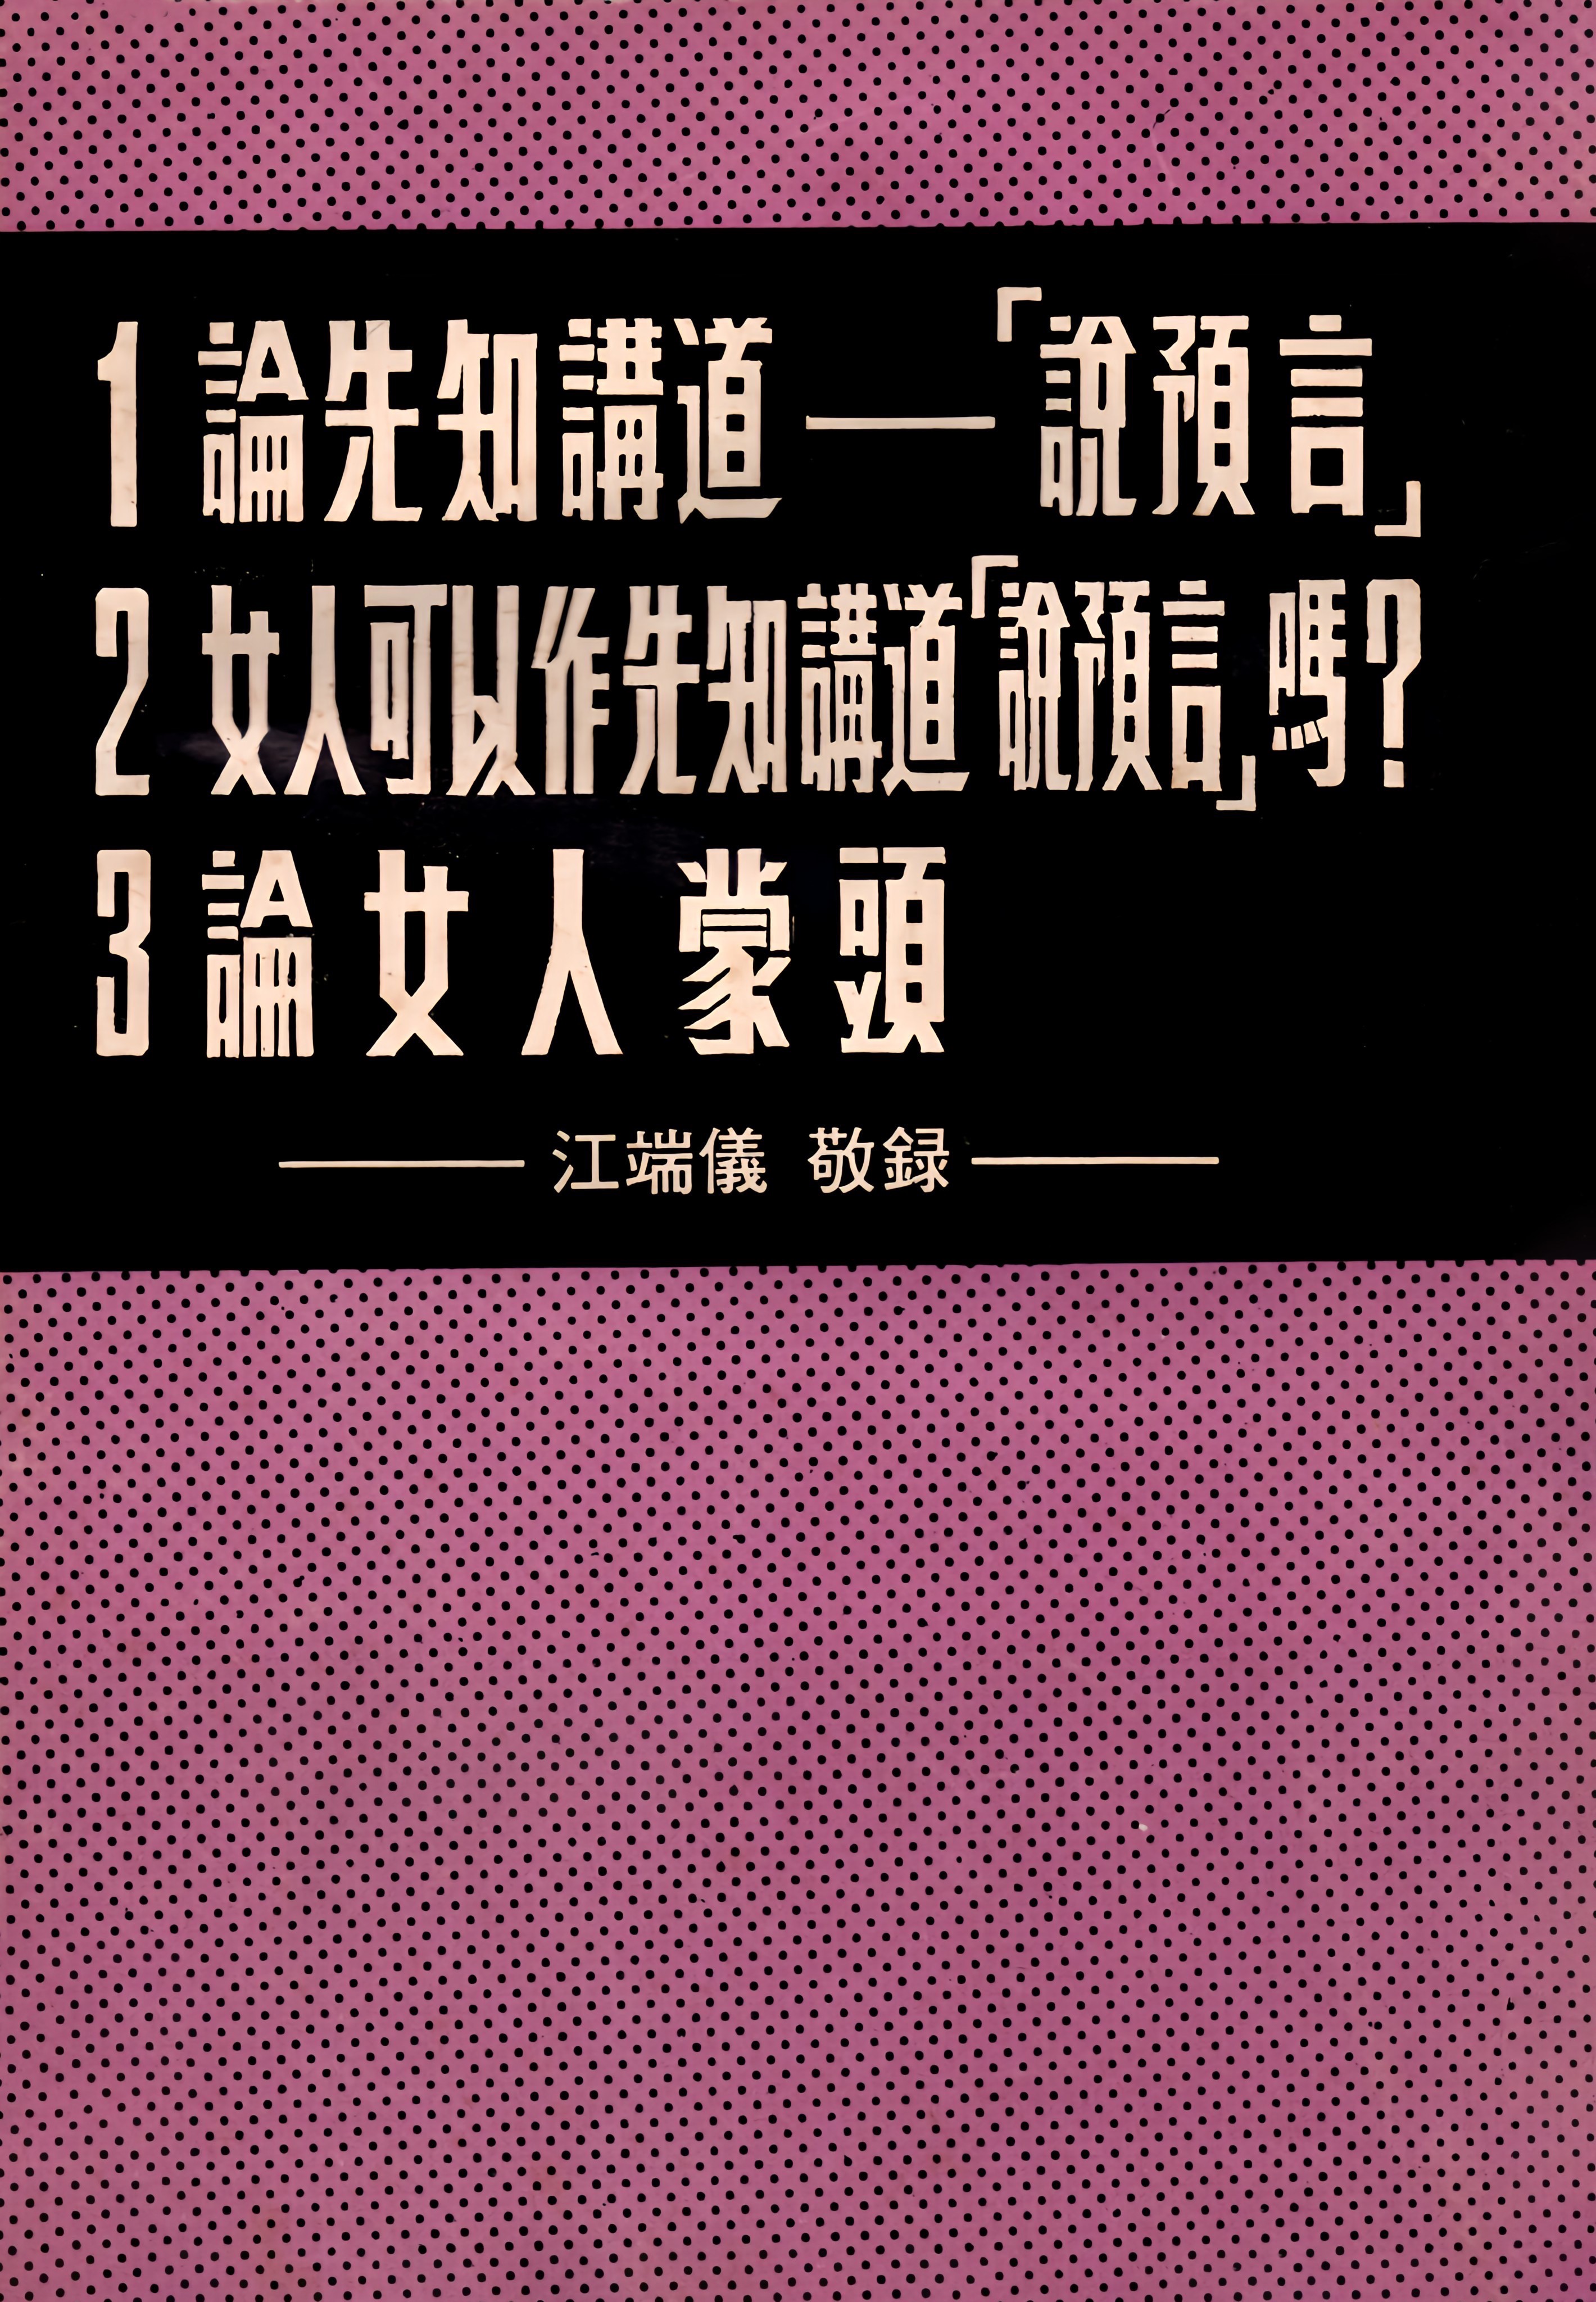 1 論先知講道——「說預言」
2 女人可以作先知講道「說預言」嗎?
3 論女人蒙頭
——江端儀 敬録——